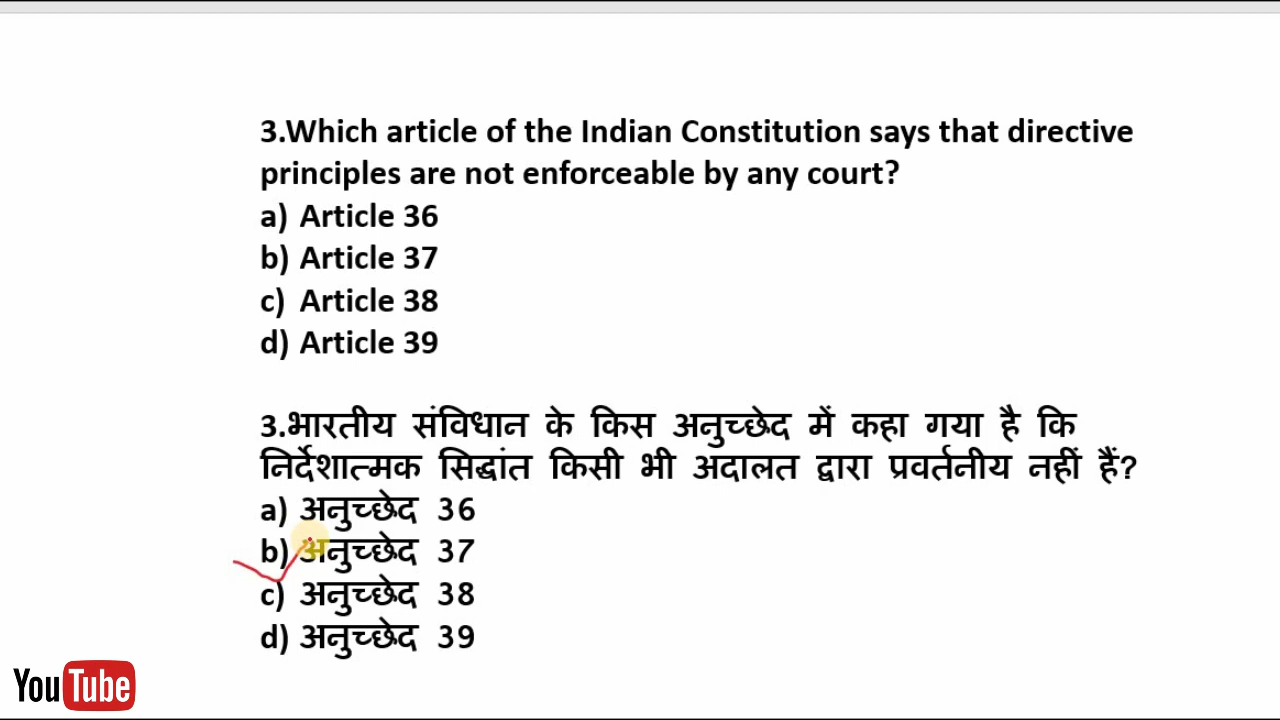 3.Which article of the Indian Constitution says that directive
principles are not enforceable by any court?
a) Article 36
b) Article 37
c) Article 38
d) Article 39
3.भारतीय संविधान के किस अनुच्छेद में कहा गया है कि
निर्देशात्मक सिद्धांत किसी भी अदालत द्वारा प्रवर्तनीय नहीं हैं?
a) अनुच्छेद 36
b) अनुच्छेद 37
c) अनुच्छेद 38
d) अनुच्छेद 39
YouTube